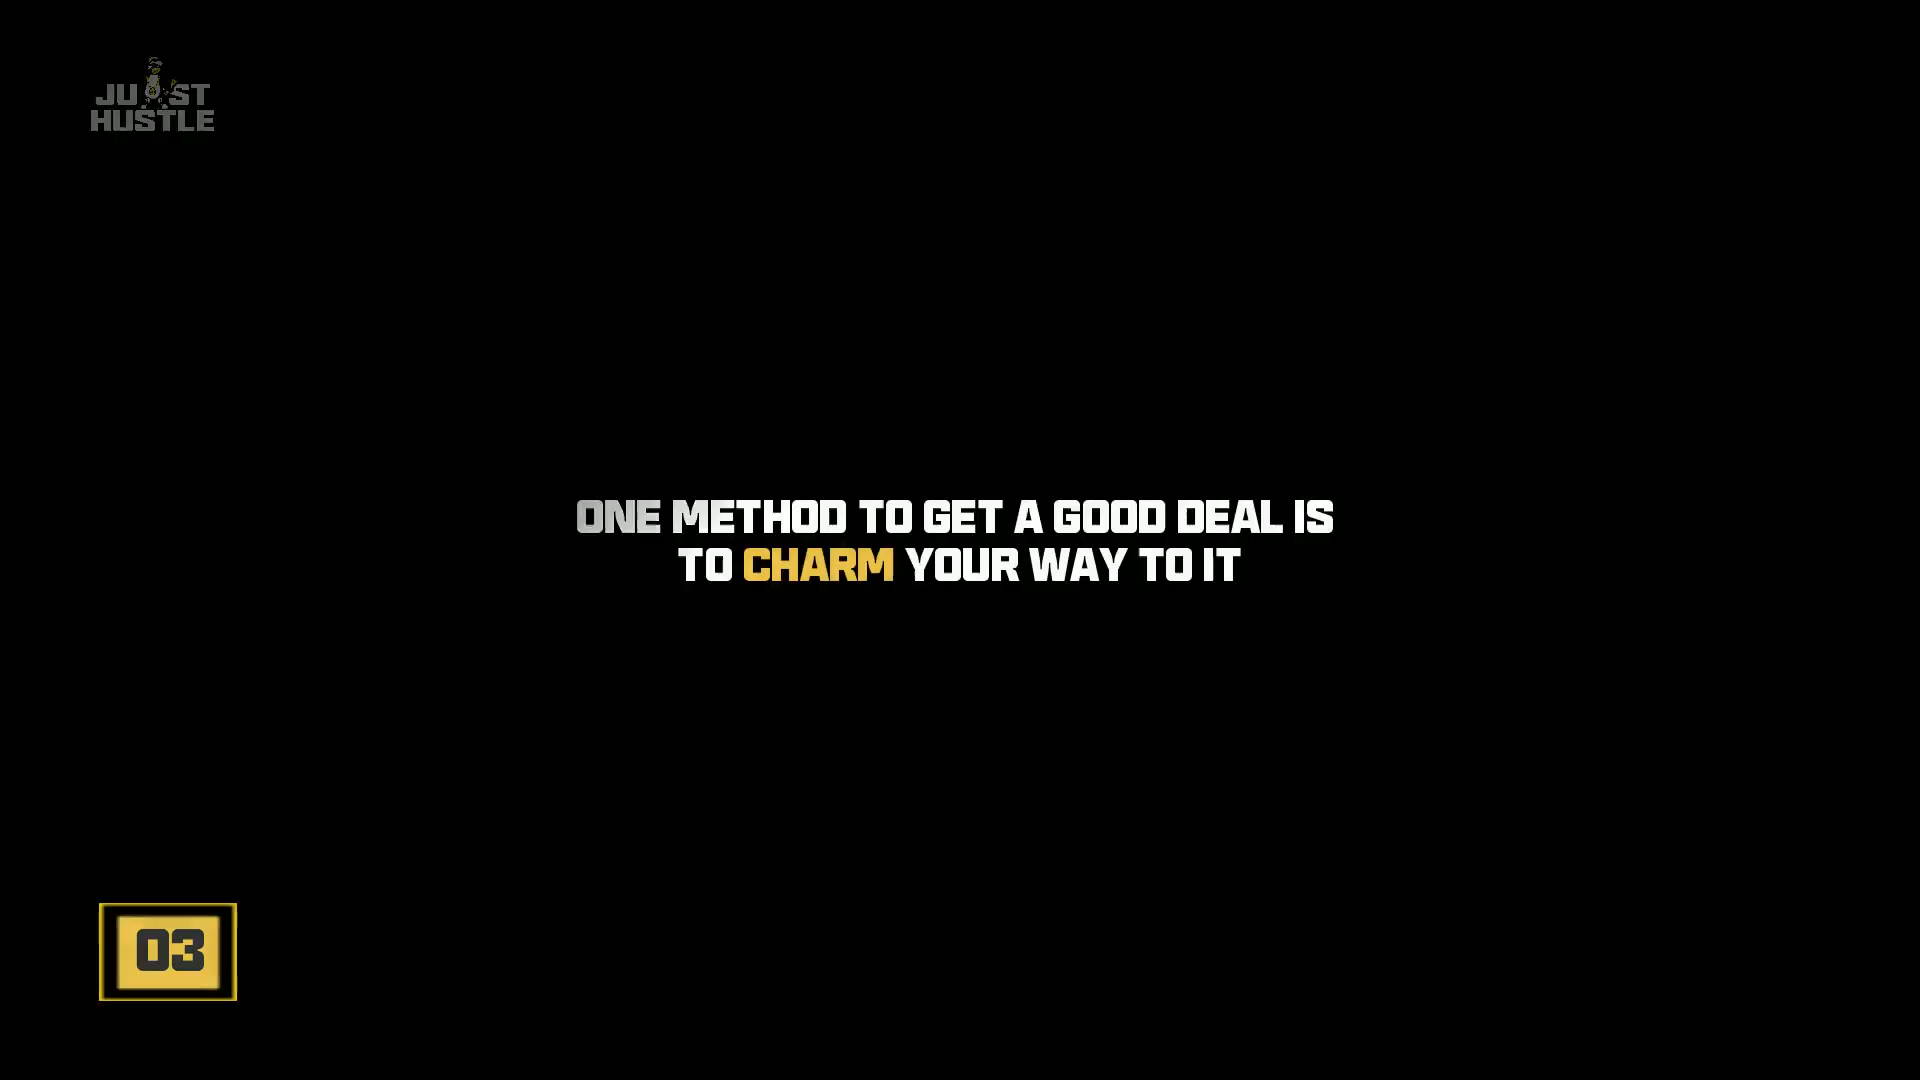 JUST
HUSTLE
ONE METHOD TO GET A GOOD DEAL IS
TO CHARM YOUR WAY TO IT
03